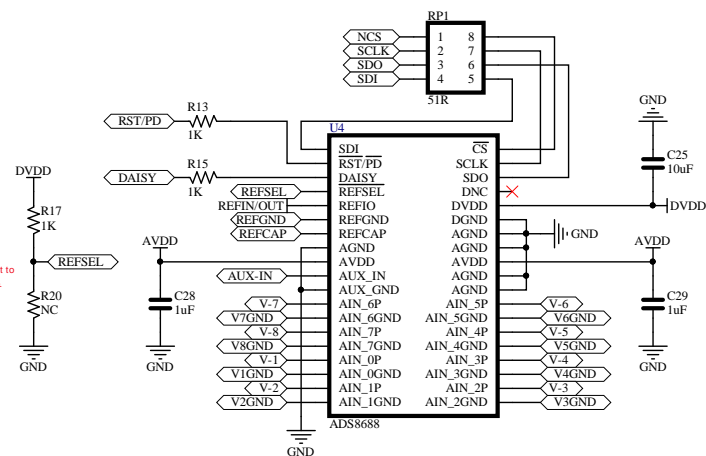 RP1
NCS 1 8
SCLK 2 7
SDO 3 6
SDI 4 5
51R
R13
RST/PD
1K
R15
DAISY
1K
DVDD
R17
1K
REFSEL
t to
R20
NC
GND
U4
SDI
RST/PD
DAISY
REFSEL REFSEL
REFIN/OUT REFIO
REFGND REFGND
REFCAP REFCAP
AGND
AVDD
AUX-IN AUX_IN
AUX_GND
V-7 AIN_6P
V7GND AIN_6GND
V-8 AIN_7P
V8GND AIN_7GND
V-1 AIN_0P
V1GND AIN_0GND
V-2 AIN_1P
V2GND AIN_1GND
ADS8688
GND
AVDD
C28
1uF
GND
CS
SCLK
SDO
DNC
DVDD
DGND
AGND
AGND
AVDD
AGND
AGND
AIN_5P V-6
AIN_5GND V6GND
AIN_4P V-5
AIN_4GND V5GND
AIN_3P V-4
AIN_3GND V4GND
AIN_2P V-3
AIN_2GND V3GND
GND
GND
C25
10uF
DVDD
AVDD
C29
1uF
GND